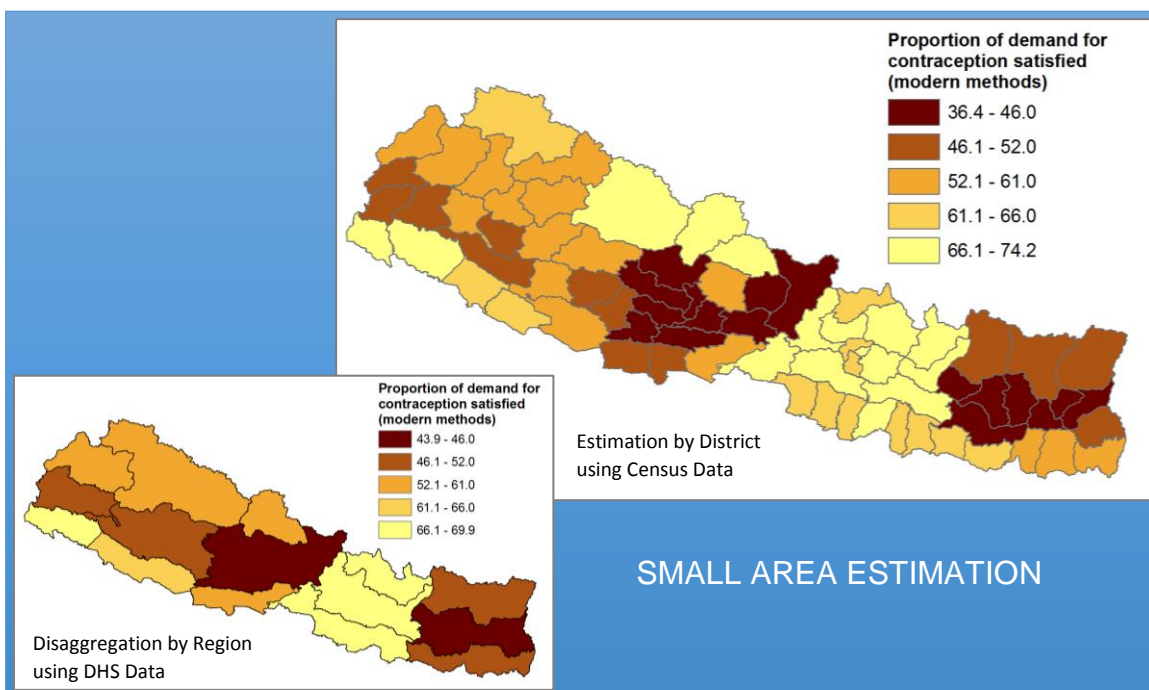 Proportion of demand for
contraception satisfied
(modern methods)
36.4 - 46.0
46.1 - 52.0
52.1 - 61.0
61.1 - 66.0
66.1 - 74.2
Estimation by District
using Census Data
Proportion of demand for
contraception satisfied
(modern methods)
43.9 - 46.0
46.1 - 52.0
52.1 - 61.0
61.1 - 66.0
66.1 - 69.9
Disaggregation by Region
using DHS Data
SMALL AREA ESTIMATION